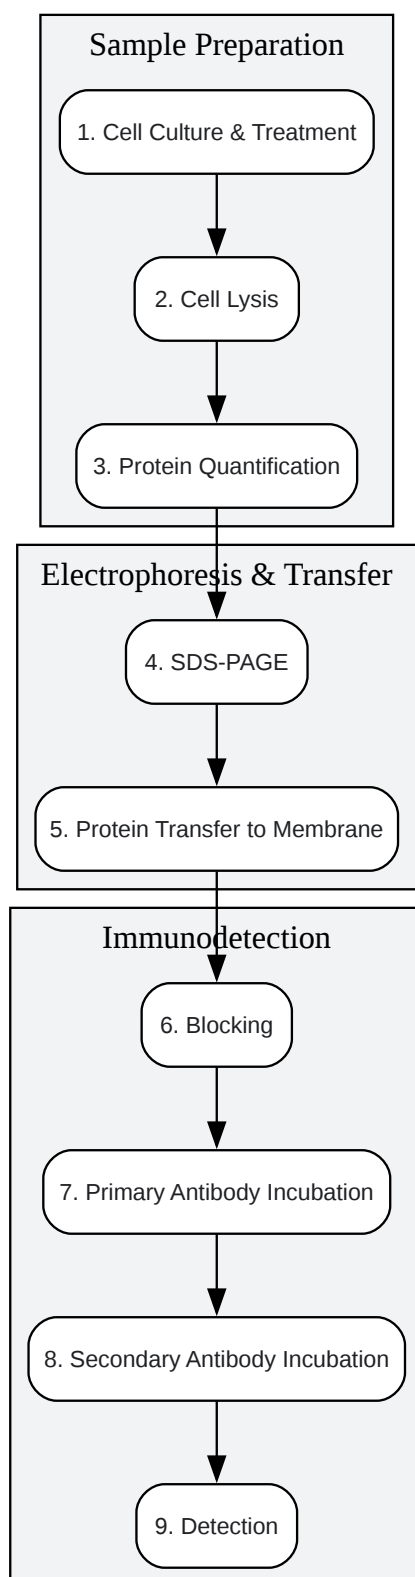 Sample Preparation
1. Cell Culture & Treatment
2. Cell Lysis
3. Protein Quantification
Electrophoresis & Transfer
4. SDS-PAGE
5. Protein Transfer to Membrane
Immunodetection
6. Blocking
7. Primary Antibody Incubation
8. Secondary Antibody Incubation
9. Detection